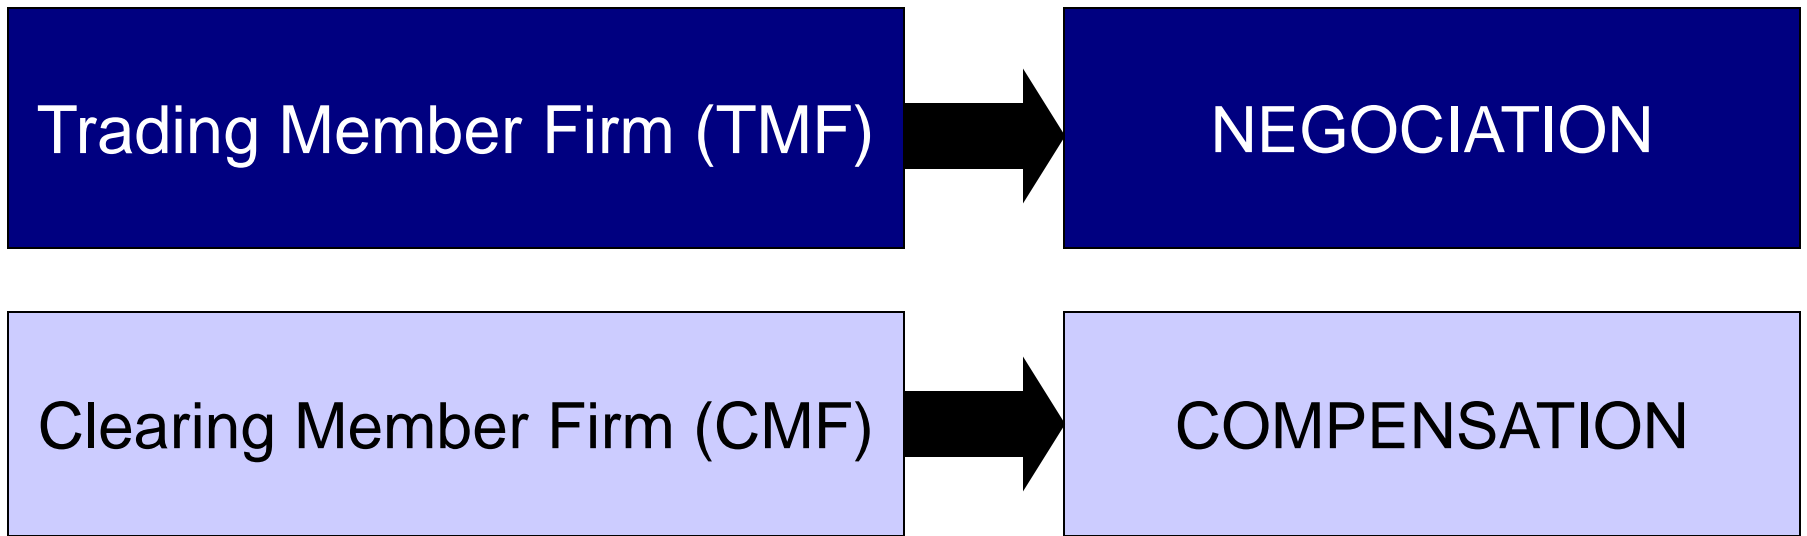 Trading Member Firm (TMF)
NEGOCIATION
Clearing Member Firm (CMF)
COMPENSATION